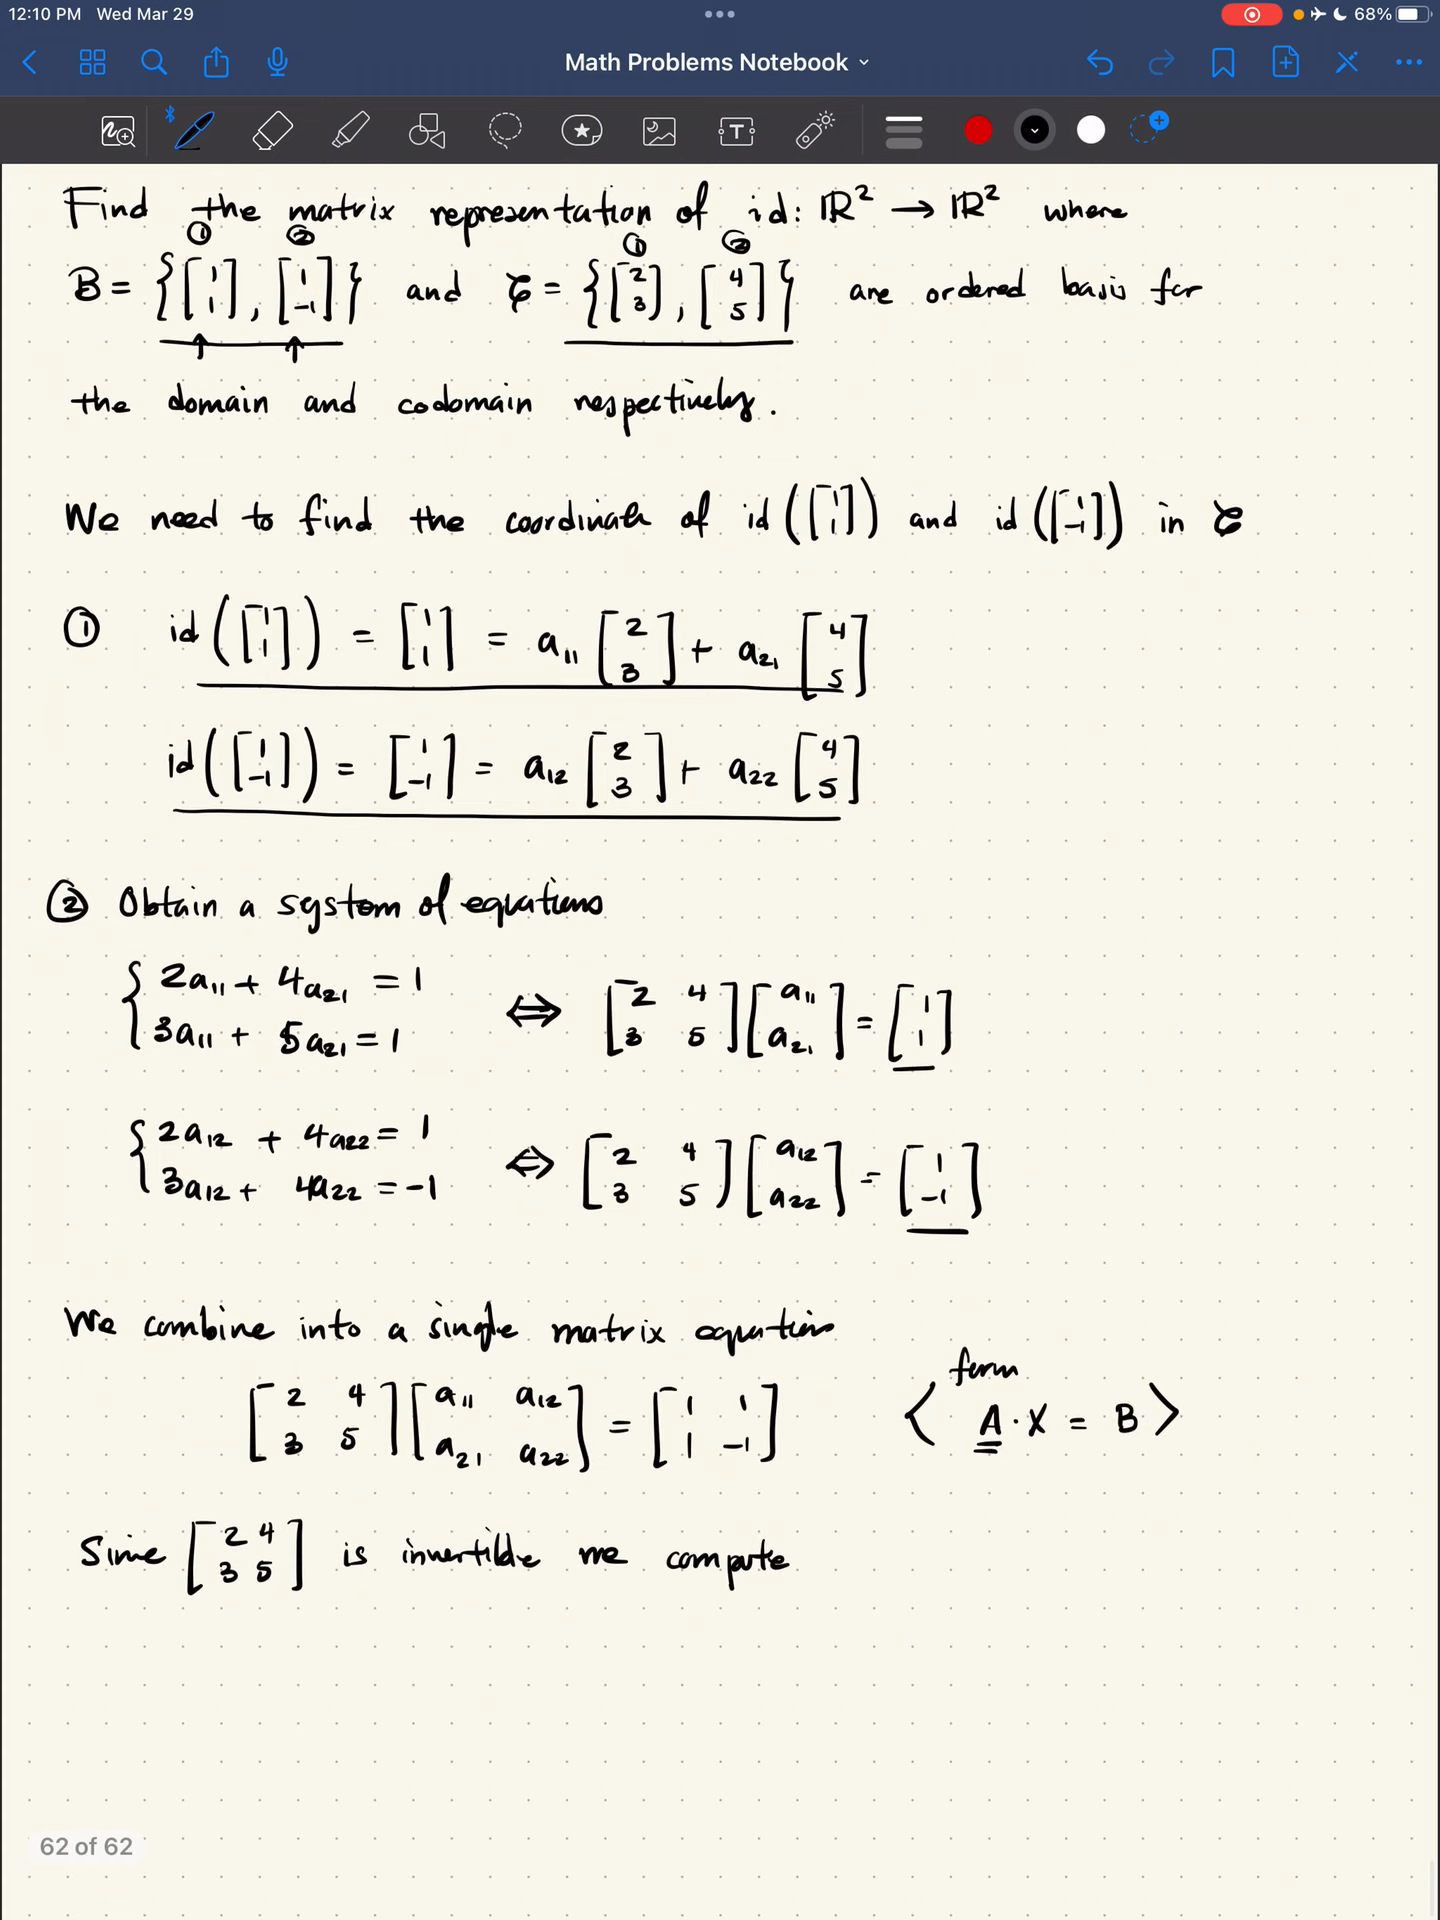 12:10 PM Wed Mar 29
68%
Math Problems Notebook
Find the matrix representation of id: ℝ² → ℝ² where
① ② ① ②
B = {[1; 1], [1; -1]} and 𝒞 = {[2; 3], [4; 5]} are ordered basis for
the domain and codomain respectively.
We need to find the coordinate of id([1; 1]) and id([1; -1]) in 𝒞
① id([1; 1]) = [1; 1] = a₁₁ [2; 3] + a₂₁ [4; 5]
id([1; -1]) = [1; -1] = a₁₂ [2; 3] + a₂₂ [4; 5]
② Obtain a system of equations
{2a₁₁ + 4a₂₁ = 1
3a₁₁ + 5a₂₁ = 1
⇔ [2 4; 3 5][a₁₁; a₂₁] = [1; 1]
{2a₁₂ + 4a₂₂ = 1
3a₁₂ + 4a₂₂ = -1
⇔ [2 4; 3 5][a₁₂; a₂₂] = [1; -1]
We combine into a single matrix equation
[2 4; 3 5][a₁₁ a₁₂; a₂₁ a₂₂] = [1 1; 1 -1]
form
⟨ A · X = B ⟩
Since [2 4; 3 5] is invertible we compute
62 of 62